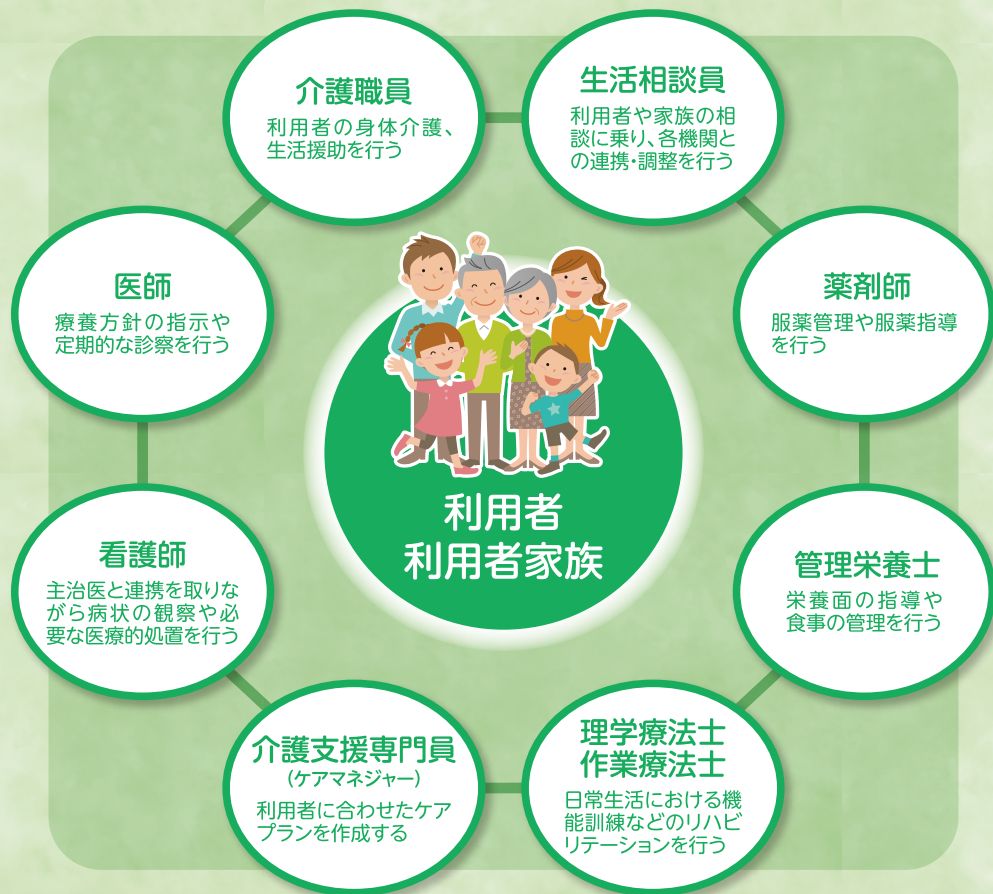 介護職員
利用者の身体介護、
生活援助を行う
生活相談員
利用者や家族の相
談に乗り、各機関と
の連携・調整を行う
医師
療養方針の指示や
定期的な診察を行う
薬剤師
服薬管理や服薬指導
を行う
利用者
利用者家族
看護師
主治医と連携を取りな
がら病状の観察や必
要な医療的処置を行う
管理栄養士
栄養面の指導や
食事の管理を行う
介護支援専門員
(ケアマネジャー)
利用者に合わせたケア
プランを作成する
理学療法士
作業療法士
日常生活における機
能訓練などのリハビ
リテーションを行う